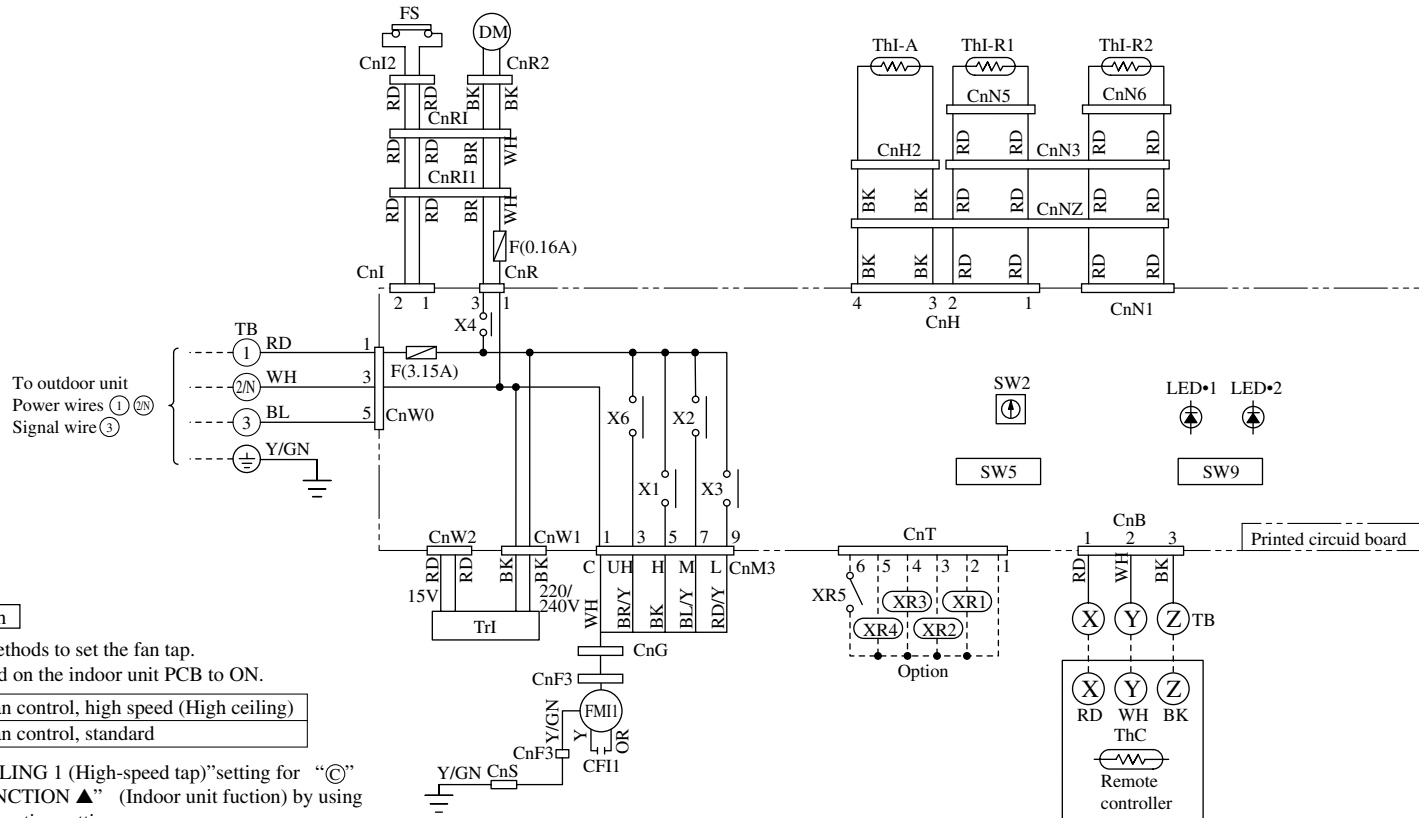 FS
DM
CnI2
CnR2
RD
RD
BK
BK
CnRI
RD
RD
BR
WH
CnRI1
RD
RD
BR
WH
F(0.16A)
CnI
CnR
2
1
3
1
X4
ThI-A
ThI-R1
ThI-R2
CnN5
CnN6
RD
RD
RD
RD
CnH2
CnN3
BK
BK
RD
RD
RD
RD
CnNZ
BK
BK
RD
RD
RD
RD
4
3
2
1
CnH
CnN1
To outdoor unit
Power wires ① 2/N
Signal wire ③
TB
1 RD 1
2/N WH 3
3 BL 5
Y/GN
CnW0
F(3.15A)
X6
X2
X1
X3
SW2
LED•1
LED•2
SW5
SW9
CnW2
CnW1
1
3
5
7
9
C
UH
H
M
L
CnM3
RD
RD
BK
BK
15V
220/
240V
TrI
WH
BR/Y
BK
BL/Y
RD/Y
CnG
CnF3
FMI1
Y/GN
Y
OR
CnF3
CFI1
Y/GN CnS
CnT
6
5
4
3
2
1
XR5
XR3
XR1
XR4
XR2
Option
CnB
1
2
3
RD
WH
BK
Printed circuid board
X
Y
Z
TB
X
Y
Z
RD
WH
BK
ThC
Remote
controller
n
ethods to set the fan tap.
d on the indoor unit PCB to ON.
an control, high speed (High ceiling)
an control, standard
LING 1 (High-speed tap)”setting for “Ⓒ”
NCTION ▲” (Indoor unit fuction) by using